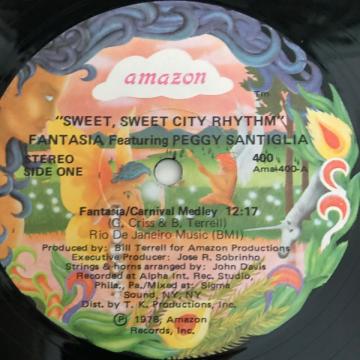 amazon
Tm
"SWEET, SWEET CITY RHYTHM"
FANTASIA Featuring PEGGY SANTIGLIA
STEREO 400
SIDE ONE Ama-400-A
Fantasia/Carnival Medley 12:17
(G. Criss & B. Terrell)
Rio De Janeiro Music (BMI)
Produced by: Bill Terrell for Amazon Productions
Executive Producer: Jose R. Sobrinho
Strings & horns arranged by: John Davis
Recorded at Alpha Int. Rec. Studio,
Phila., Pa./Mixed at: Sigma
Sound, NY, NY
Dist. by T. K. Productions, Inc.
Ⓟ 1978, Amazon
Records, Inc.